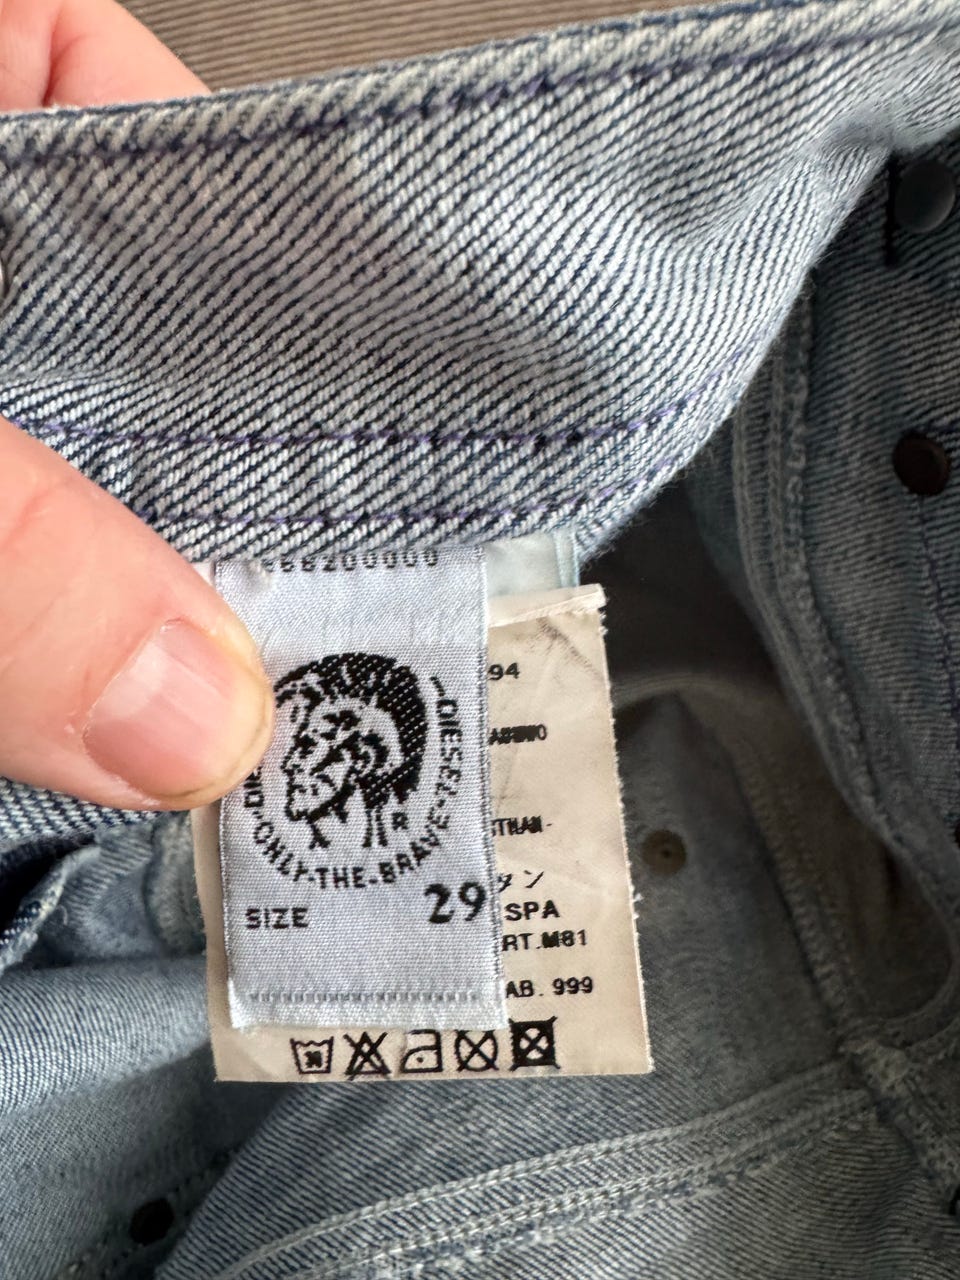 DIESEL-ONLY-THE-BRAVE
R
SIZE 29
94
タン
SPA
RT.M81
AB. 999